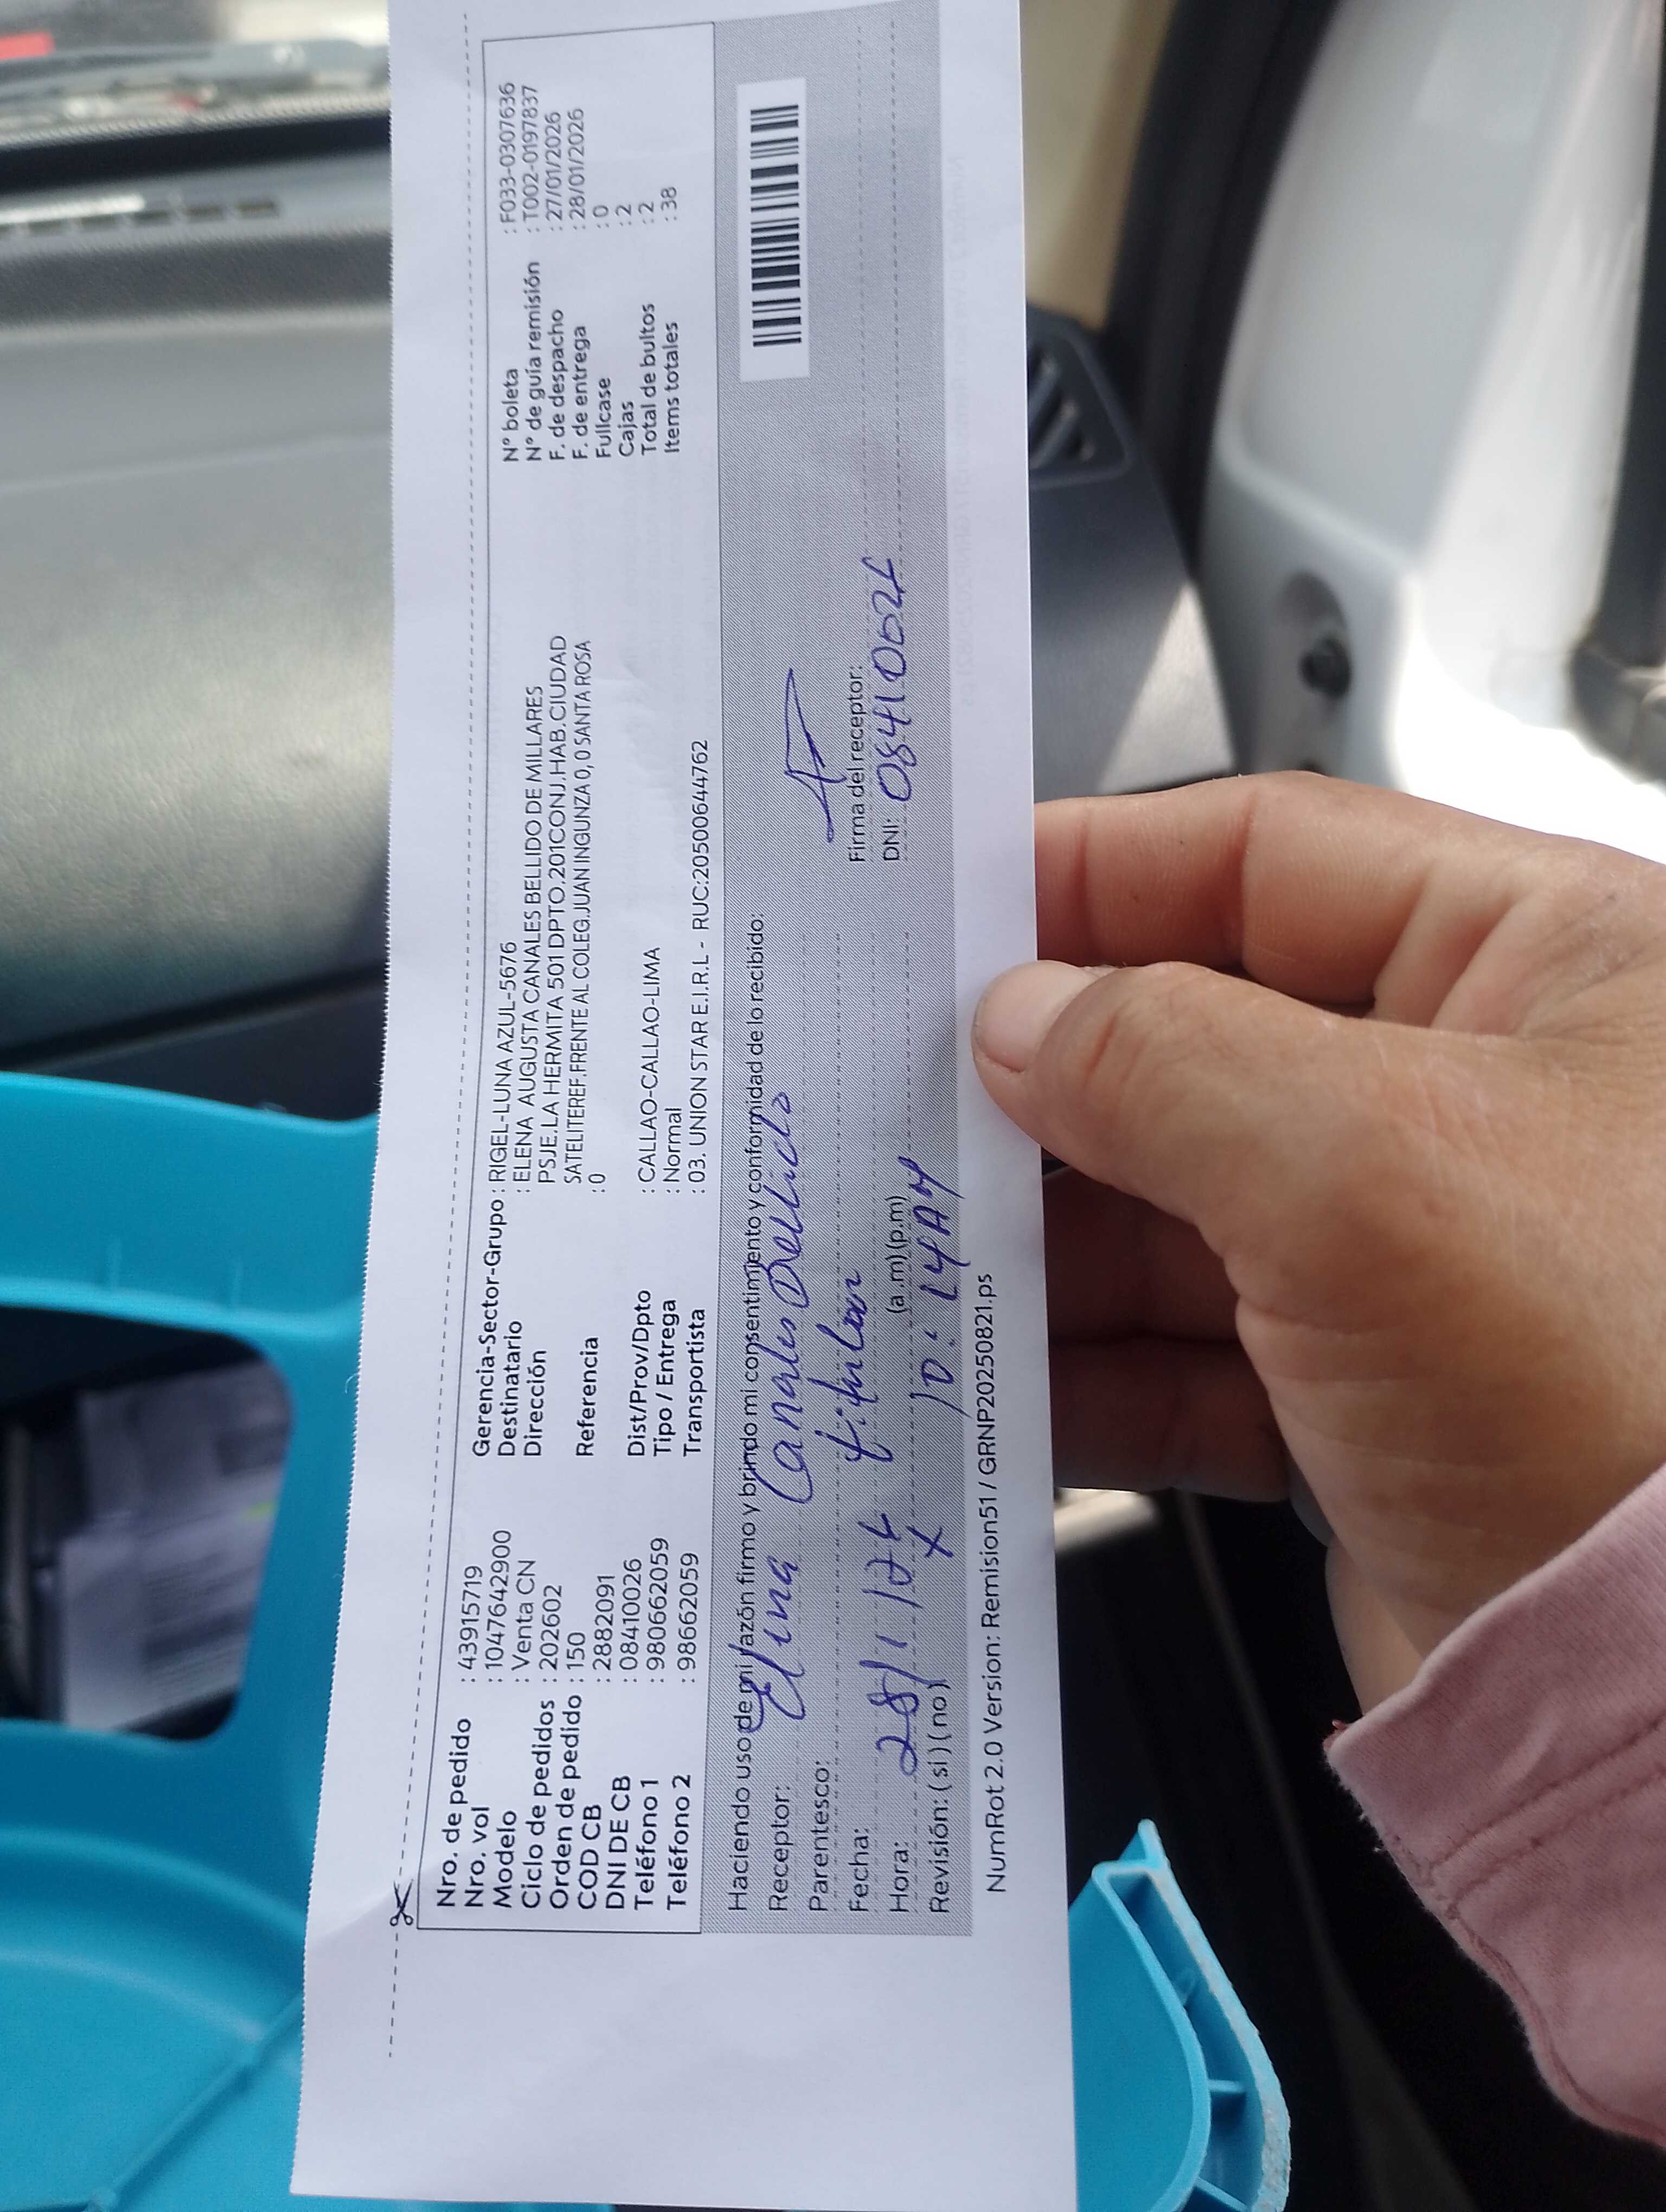 Nro. de pedido : 43915719
Nro. vol : 104764290​0
Modelo : Venta CN
Ciclo de pedidos : 202602
Orden de pedido : 150
COD CB : 2882091
DNI DE CB : 08410026
Teléfono 1 : 980662059
Teléfono 2 : 98662059
Gerencia-Sector-Grupo : RIGEL-LUNA AZUL-5676
Destinatario : ELENA AUGUSTA CANALES BELLIDO DE MILLARES
Dirección PSJE.LA HERMITA 501 DPTO.201CONJ.HAB.CIUDAD
SATELITEREF.FRENTE AL COLEG.JUAN INGUNZA 0, 0 SANTA ROSA
Referencia : 0
Dist/Prov/Dpto : CALLAO-CALLAO-LIMA
Tipo / Entrega : Normal
Transportista : 03. UNION STAR E.I.R.L - RUC:20500644762
N° boleta : F033-0307636
N° de guía remisión : T002-0197837
F. de despacho : 27/01/2026
F. de entrega : 28/01/2026
Fullcase : 0
Cajas : 2
Total de bultos : 2
Items totales : 38
Haciendo uso de mi razón firmo y brindo mi consentimiento y conformidad de lo recibido:
Receptor: Elena Canales Bellido
Parentesco: titular
Fecha: 28/1/
Hora: 10:14AM (a.m) (p.m)
Revisión: ( si ) ( no ) X
Firma del receptor:
DNI: 08410026
NumRot 2.0 Version: Remision51 / GRNP20250821.ps